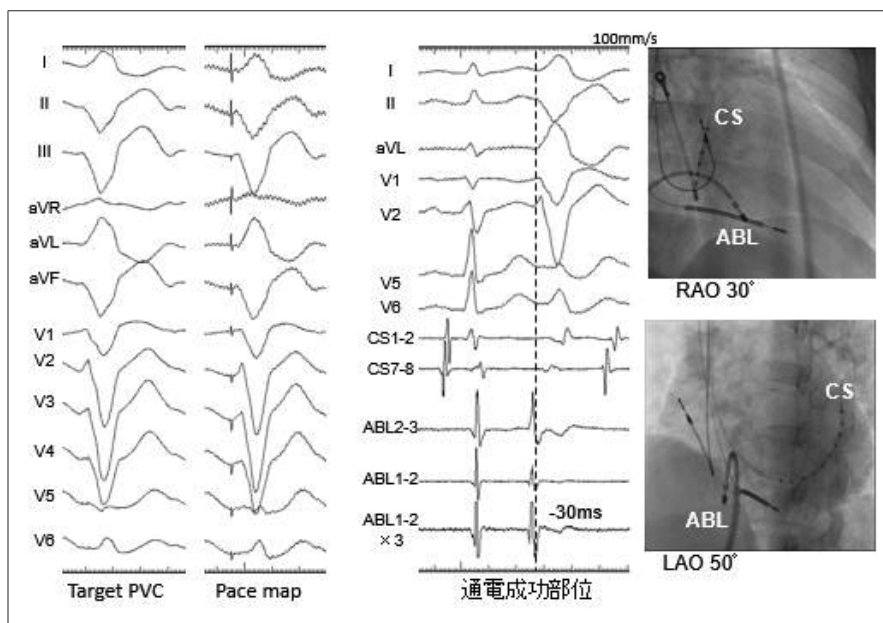 I
II
III
aVR
aVL
aVF
V1
V2
V3
V4
V5
V6
Target PVC
Pace map
100mm/s
I
II
aVL
V1
V2
V5
V6
CS1-2
CS7-8
ABL2-3
ABL1-2
ABL1-2
×3
-30ms
通電成功部位
CS
ABL
RAO 30˚
CS
ABL
LAO 50˚